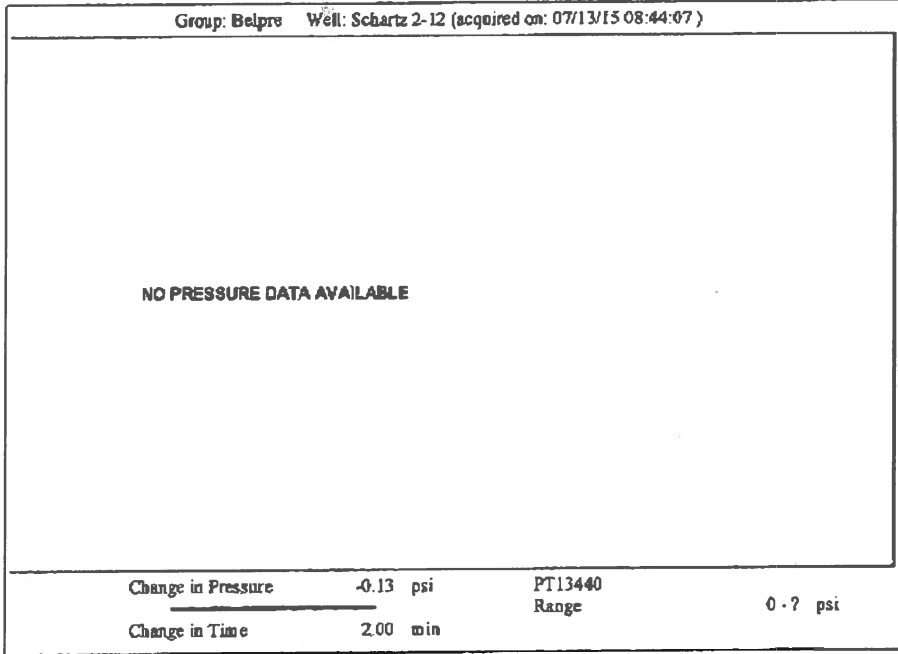 Group: Belpre Well: Schartz 2-12 (acquired on: 07/13/15 08:44:07 )
NO PRESSURE DATA AVAILABLE
Change in Pressure -0.13 psi PT13440
Range 0 - ? psi
Change in Time 2.00 min